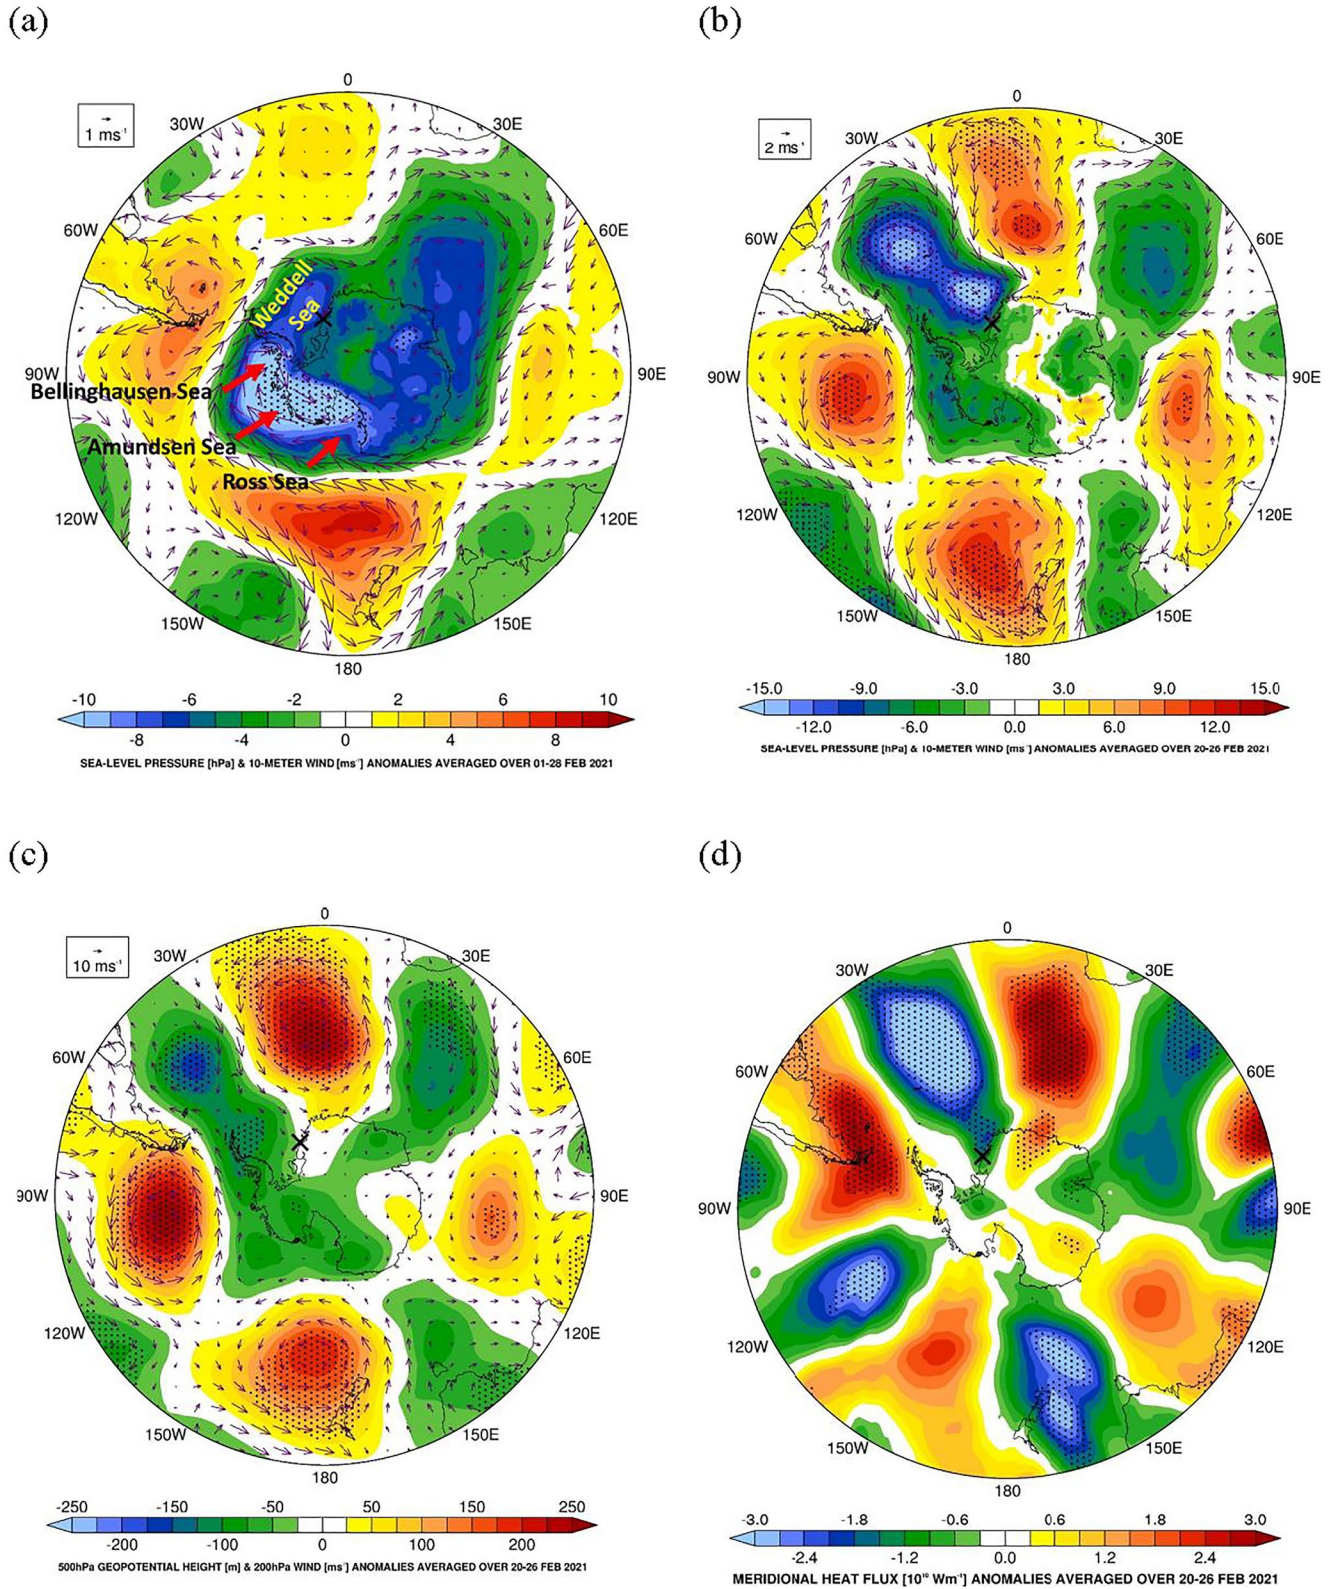 (a)
(b)
1 ms⁻¹
2 ms⁻¹
0
30W
30E
60W
60E
90W
90E
120W
120E
150W
150E
180
Weddell
Sea
Bellinghausen Sea
Amundsen Sea
Ross Sea
-10 -6 -2 2 6 10
-8 -4 0 4 8
SEA-LEVEL PRESSURE [hPa] & 10-METER WIND [ms⁻¹] ANOMALIES AVERAGED OVER 01-28 FEB 2021
0
30W
30E
60W
60E
90W
90E
120W
120E
150W
150E
180
-15.0 -9.0 -3.0 3.0 9.0 15.0
-12.0 -6.0 0.0 6.0 12.0
SEA-LEVEL PRESSURE [hPa] & 10-METER WIND [ms⁻¹] ANOMALIES AVERAGED OVER 20-26 FEB 2021
(c)
(d)
10 ms⁻¹
0
30W
30E
60W
60E
90W
90E
120W
120E
150W
150E
180
-250 -150 -50 50 150 250
-200 -100 0 100 200
500hPa GEOPOTENTIAL HEIGHT [m] & 200hPa WIND [ms⁻¹] ANOMALIES AVERAGED OVER 20-26 FEB 2021
0
30W
30E
60W
60E
90W
90E
120W
120E
150W
150E
180
-3.0 -1.8 -0.6 0.6 1.8 3.0
-2.4 -1.2 0.0 1.2 2.4
MERIDIONAL HEAT FLUX [10¹⁰ Wm⁻¹] ANOMALIES AVERAGED OVER 20-26 FEB 2021